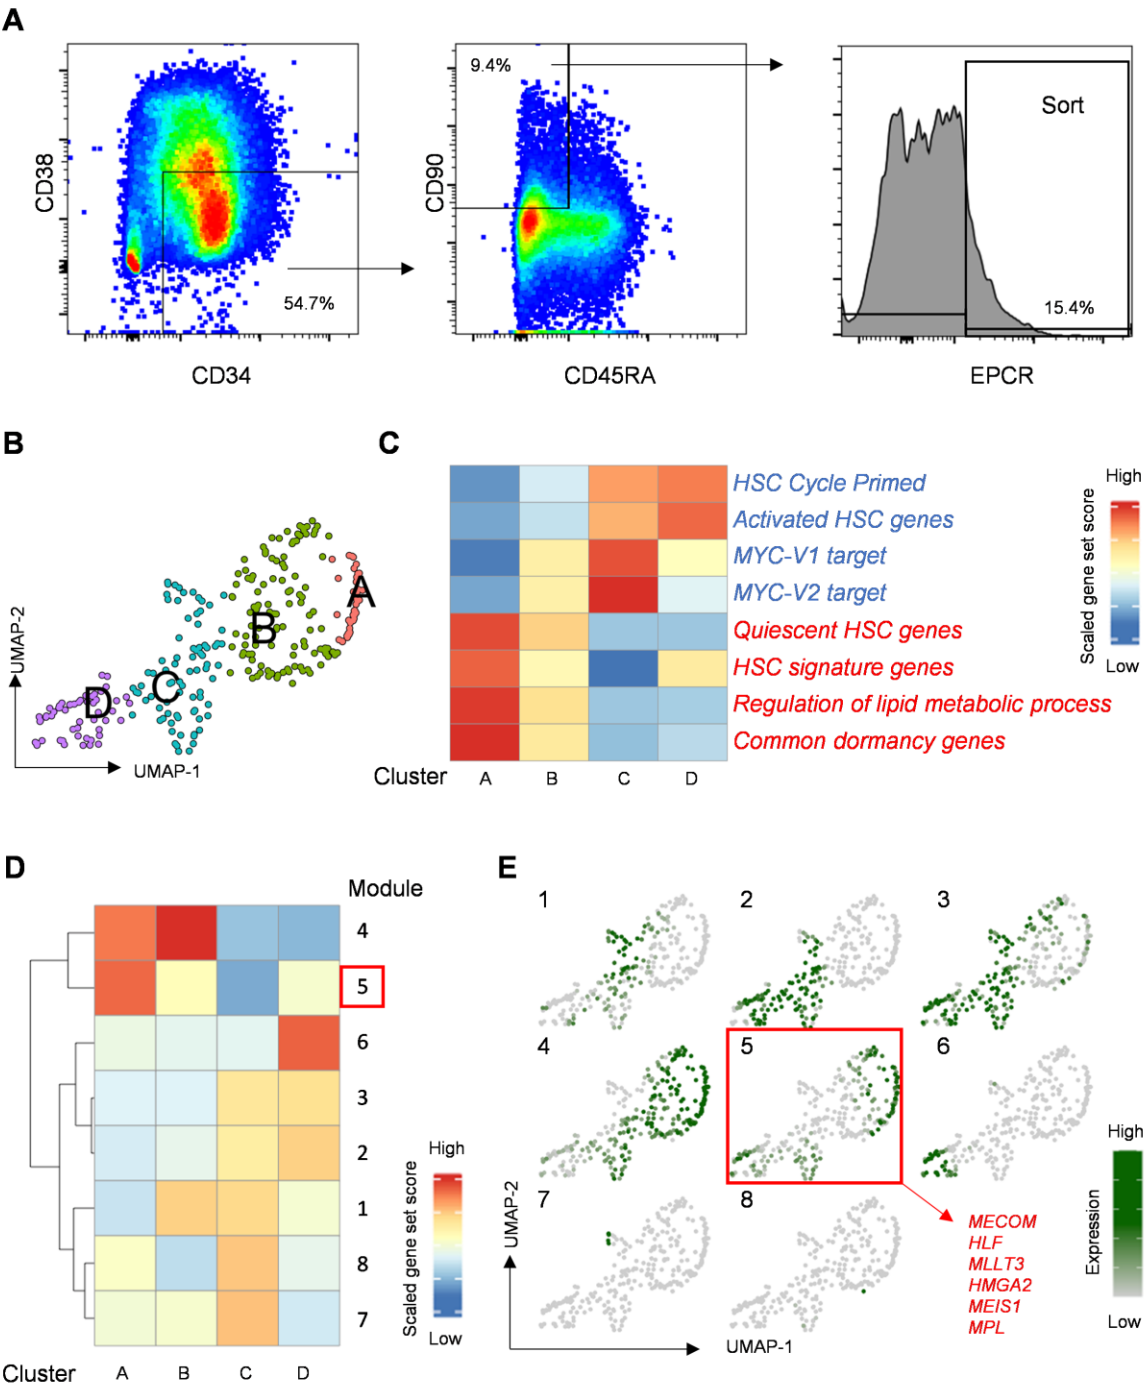 A
CD38
54.7%
CD34
9.4%
CD90
CD45RA
Sort
15.4%
EPCR
B
UMAP-2
A
B
C
D
UMAP-1
C
HSC Cycle Primed
Activated HSC genes
MYC-V1 target
MYC-V2 target
Quiescent HSC genes
HSC signature genes
Regulation of lipid metabolic process
Common dormancy genes
Cluster A B C D
High
Scaled gene set score
Low
D
Module
4
5
6
3
2
1
8
7
Cluster A B C D
High
Scaled gene set score
Low
E
1 2 3
4 5 6
7 8
UMAP-2
UMAP-1
MECOM
HLF
MLLT3
HMGA2
MEIS1
MPL
High
Expression
Low